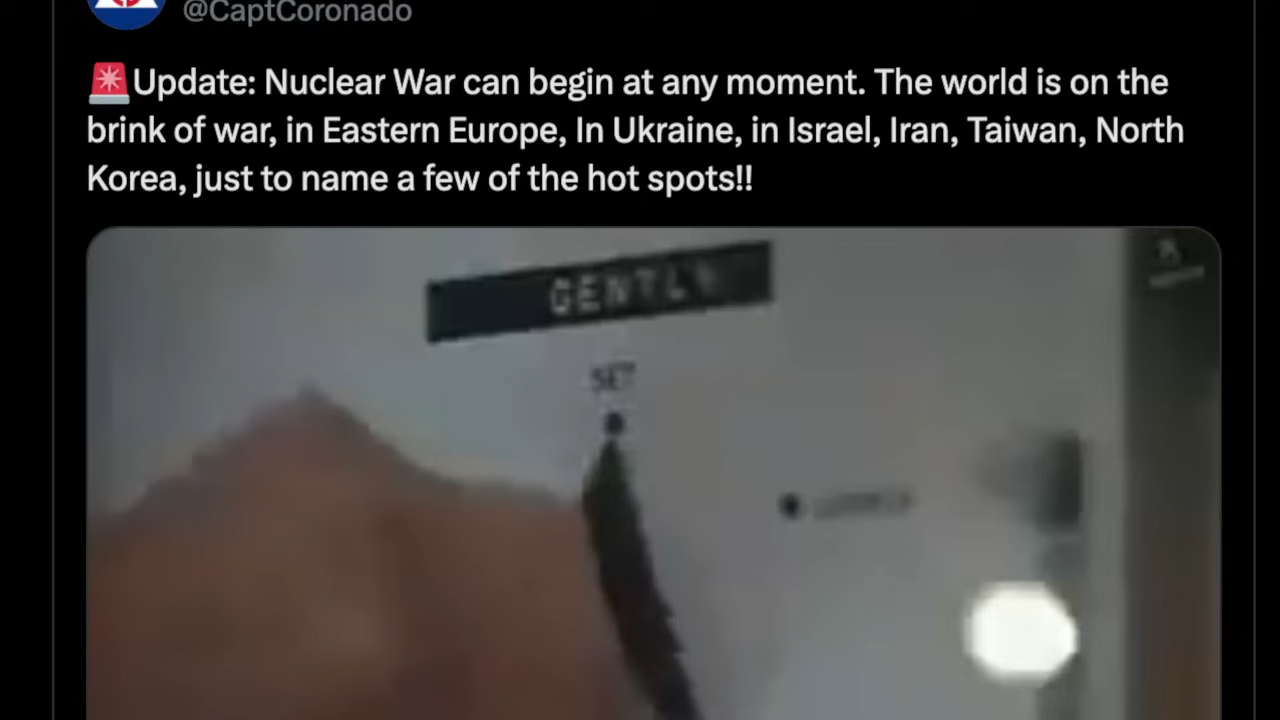 @CaptCoronado
🚨Update: Nuclear War can begin at any moment. The world is on the
brink of war, in Eastern Europe, In Ukraine, in Israel, Iran, Taiwan, North
Korea, just to name a few of the hot spots!!
GENTLY
SET